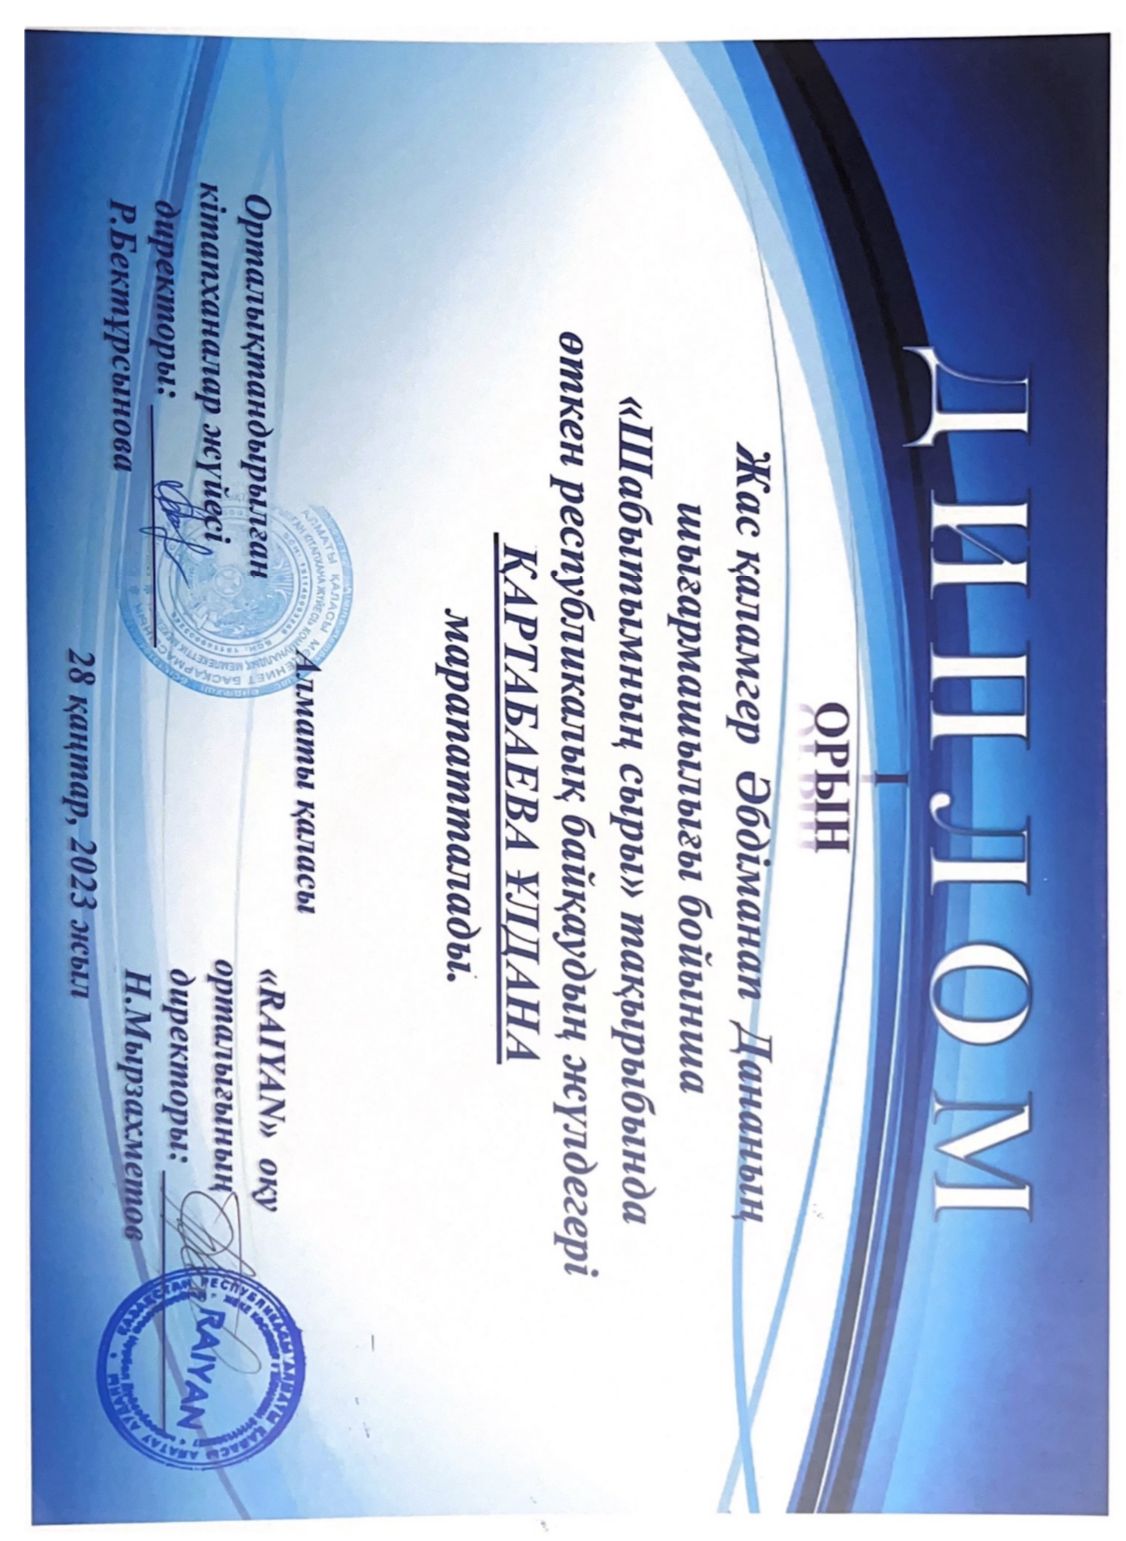 ДИПЛОМ
I
ОРЫН
Жас қаламгер Әбдіманап Дананың
шығармашылығы бойынша
«Шабытымның сыры» тақырыбында
өткен республикалық байқаудың жүлдегері
ҚАРТАБАЕВА ҰЛДАНА
марапатталады.
Орталықтандырылған
кітапханалар жүйесі
директоры:
Р.Бектұрсынова
«RAIYAN» оқу
орталығының
директоры:
Н.Мырзахметов
RAIYAN
Алматы қаласы
28 қаңтар, 2023 жыл